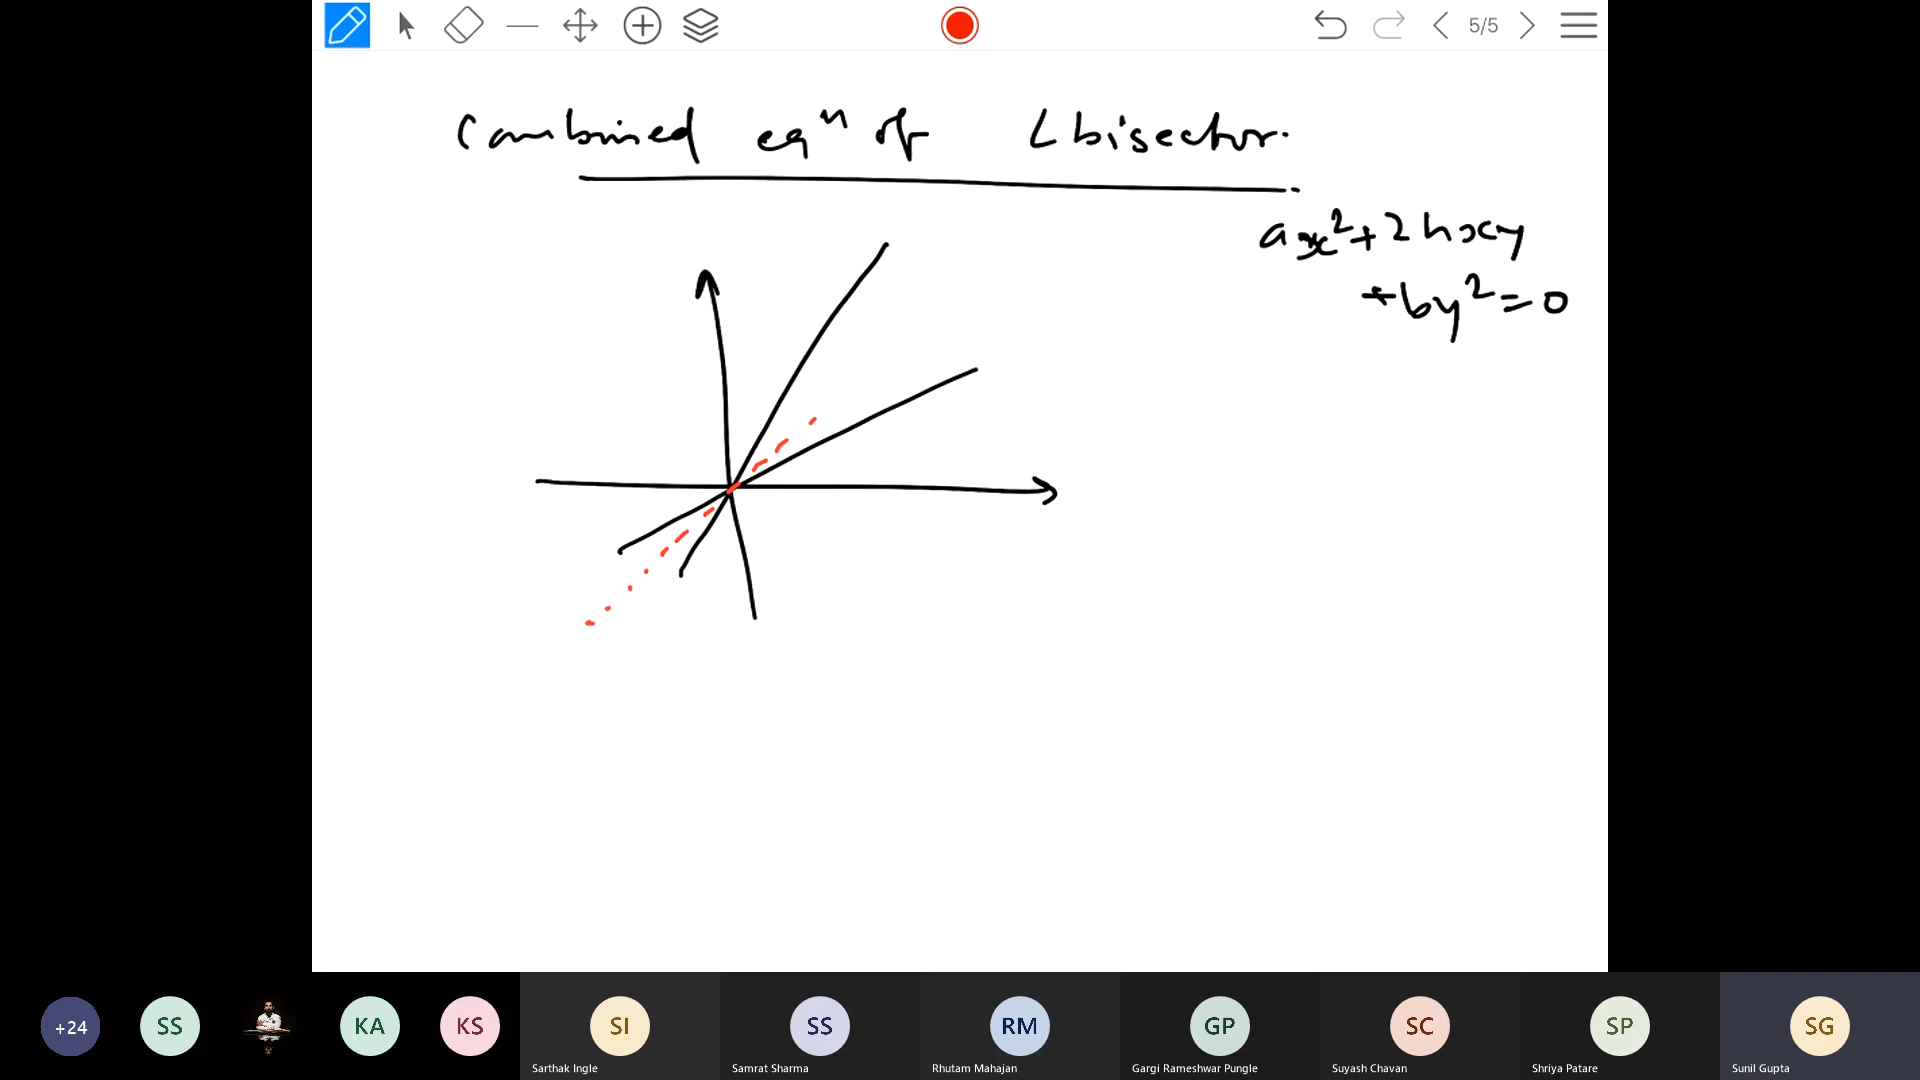 5/5
Combined eqⁿ of ∠bisector.
ax²+2hxy
+by²=0
+24
SS
KA
KS
SI
SS
RM
GP
SC
SP
SG
Sarthak Ingle
Samrat Sharma
Rhutam Mahajan
Gargi Rameshwar Pungle
Suyash Chavan
Shriya Patare
Sunil Gupta